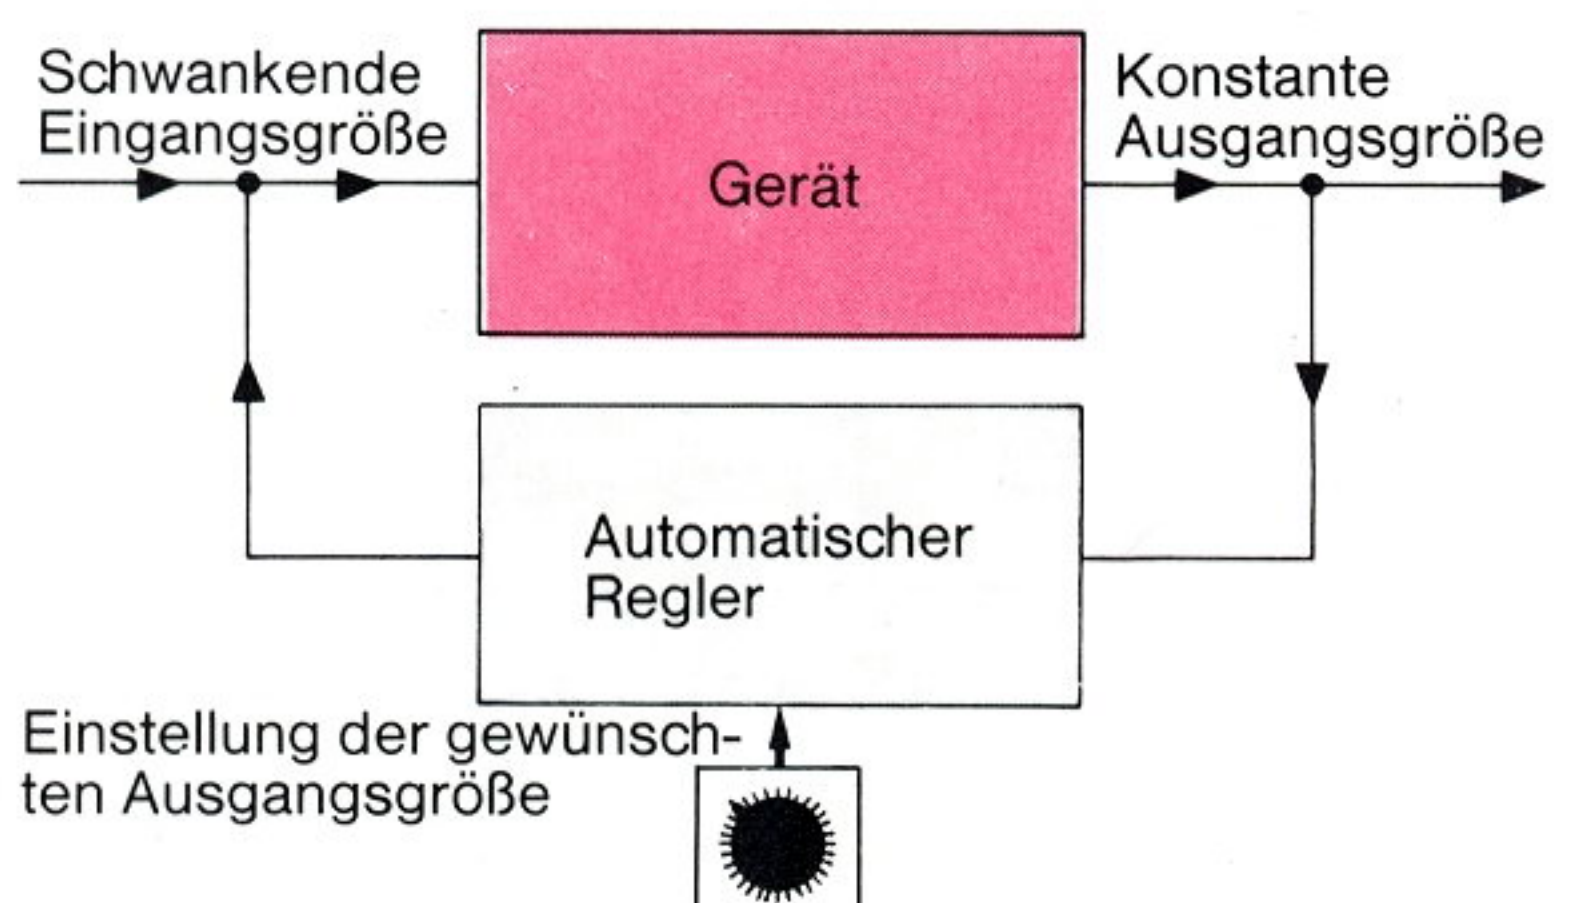 Schwankende
Eingangsgröße
Gerät
Konstante
Ausgangsgröße
Automatischer
Regler
Einstellung der gewünsch-
ten Ausgangsgröße